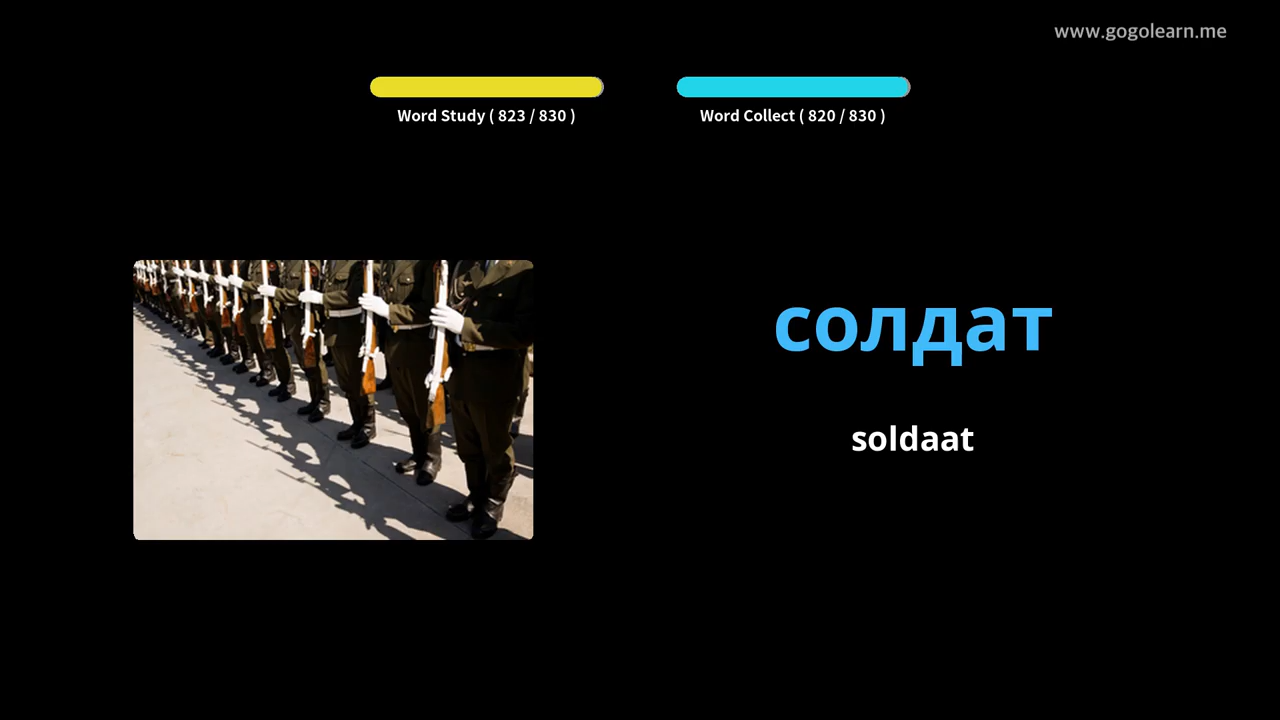 www.gogolearn.me
Word Study ( 823 / 830 )
Word Collect ( 820 / 830 )
солдат
soldaat